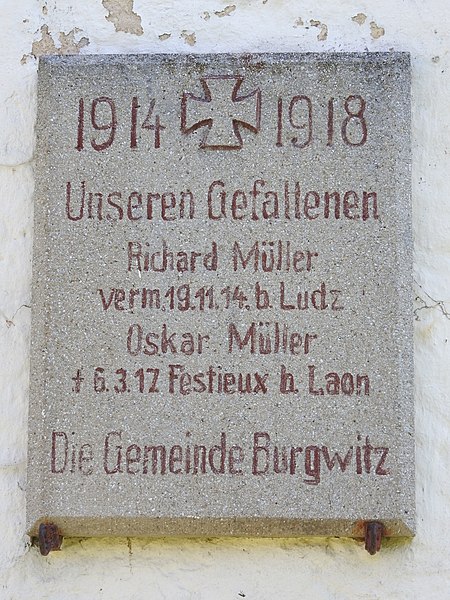 1914 1918
Unseren Gefallenen
Richard Müller
verm. 19.11.14. b. Ludz
Oskar Müller
+ 6.3.17 Festieux b. Laon
Die Gemeinde Burgwitz